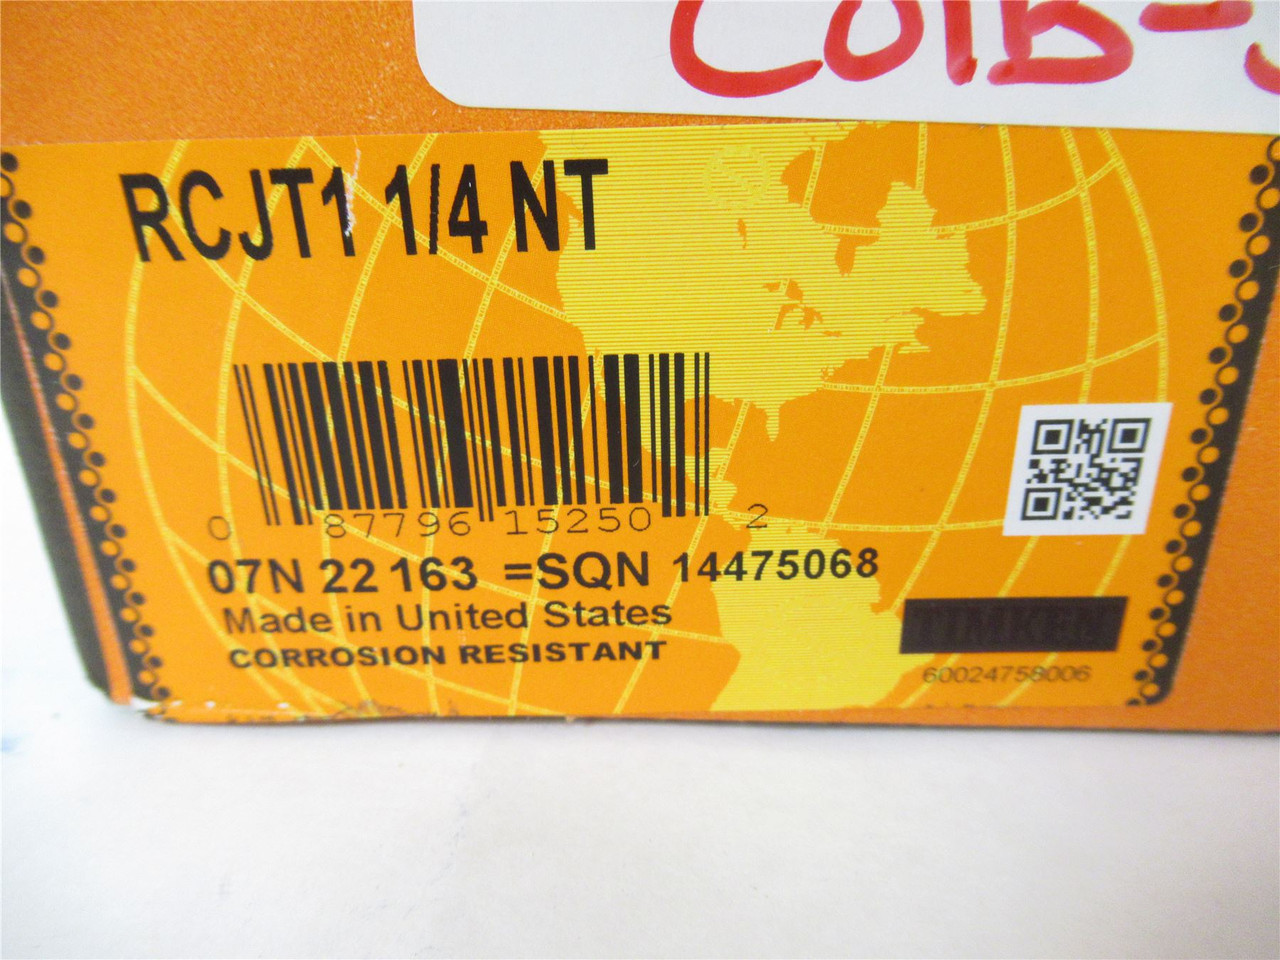 COTB-
RCJT1 1/4 NT
0 87796 15250 2
07N 22 163 =SQN 14475068
Made in United States
CORROSION RESISTANT
TIMKEN
60024758006